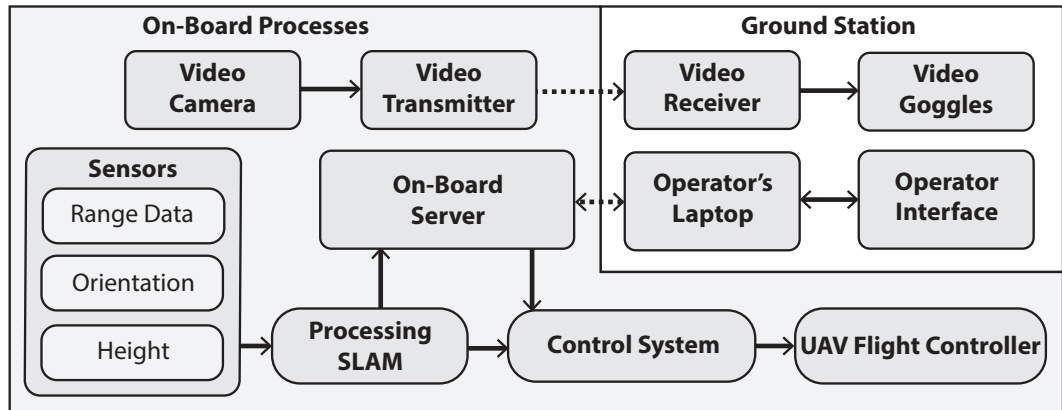 On-Board Processes
Ground Station
Video
Camera
Video
Transmitter
Video
Receiver
Video
Goggles
Sensors
Range Data
Orientation
Height
On-Board
Server
Operator’s
Laptop
Operator
Interface
Processing
SLAM
Control System
UAV Flight Controller